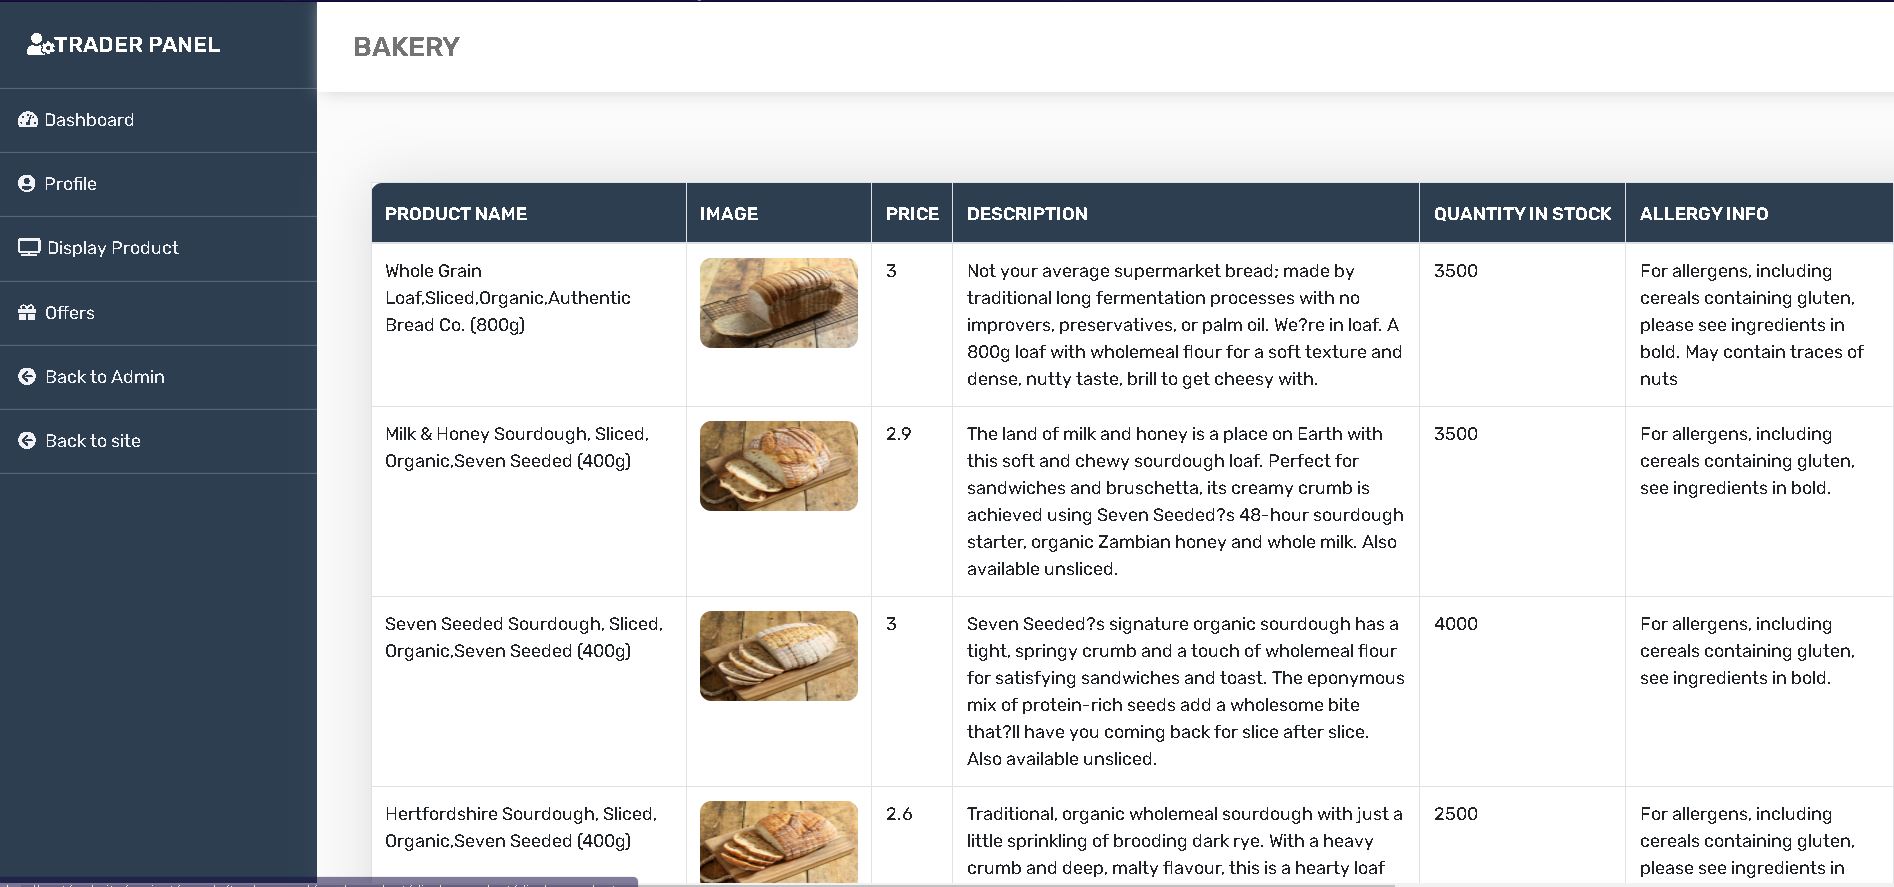 TRADER PANEL
Dashboard
Profile
Display Product
Offers
Back to Admin
Back to site
BAKERY
PRODUCT NAME
IMAGE
PRICE
DESCRIPTION
QUANTITY IN STOCK
ALLERGY INFO
Whole Grain
Loaf,Sliced,Organic,Authentic
Bread Co. (800g)
3
Not your average supermarket bread; made by
traditional long fermentation processes with no
improvers, preservatives, or palm oil. We?re in loaf. A
800g loaf with wholemeal flour for a soft texture and
dense, nutty taste, brill to get cheesy with.
3500
For allergens, including
cereals containing gluten,
please see ingredients in
bold. May contain traces of
nuts
Milk & Honey Sourdough, Sliced,
Organic,Seven Seeded (400g)
2.9
The land of milk and honey is a place on Earth with
this soft and chewy sourdough loaf. Perfect for
sandwiches and bruschetta, its creamy crumb is
achieved using Seven Seeded?s 48-hour sourdough
starter, organic Zambian honey and whole milk. Also
available unsliced.
3500
For allergens, including
cereals containing gluten,
see ingredients in bold.
Seven Seeded Sourdough, Sliced,
Organic,Seven Seeded (400g)
3
Seven Seeded?s signature organic sourdough has a
tight, springy crumb and a touch of wholemeal flour
for satisfying sandwiches and toast. The eponymous
mix of protein-rich seeds add a wholesome bite
that?ll have you coming back for slice after slice.
Also available unsliced.
4000
For allergens, including
cereals containing gluten,
see ingredients in bold.
Hertfordshire Sourdough, Sliced,
Organic,Seven Seeded (400g)
2.6
Traditional, organic wholemeal sourdough with just a
little sprinkling of brooding dark rye. With a heavy
crumb and deep, malty flavour, this is a hearty loaf
2500
For allergens, including
cereals containing gluten,
please see ingredients in